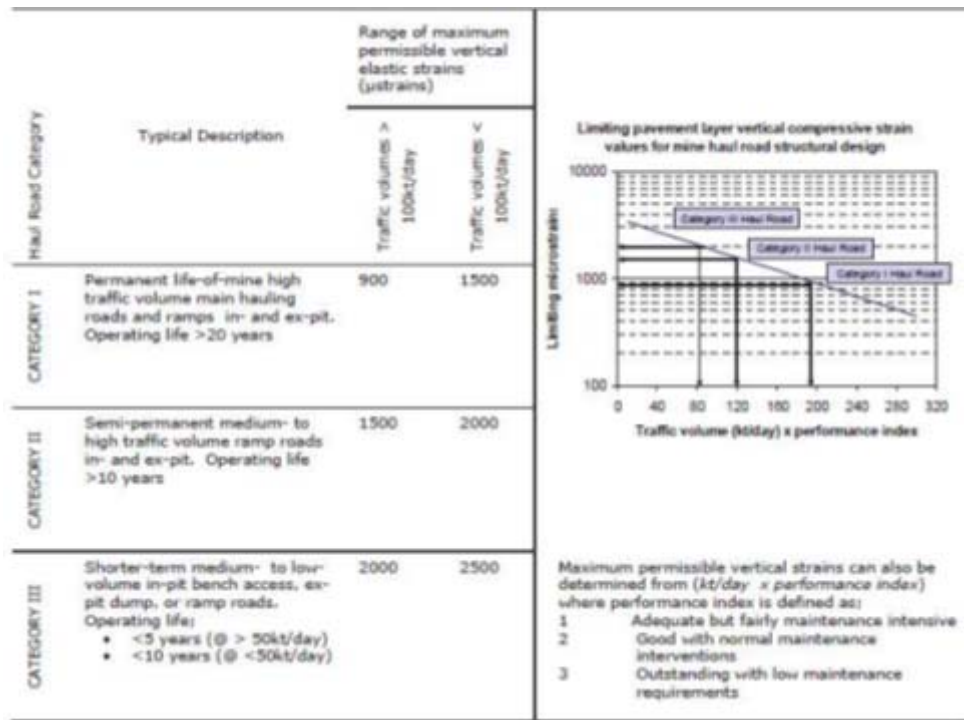 Haul Road Category
Typical Description
Range of maximum
permissible vertical
elastic strains
(µstrains)
Traffic volumes >
100kt/day
Traffic volumes <
100kt/day
CATEGORY I
Permanent life-of-mine high
traffic volume main hauling
roads and ramps in- and ex-pit.
Operating life >20 years
900
1500
CATEGORY II
Semi-permanent medium- to
high traffic volume ramp roads
in- and ex-pit. Operating life
>10 years
1500
2000
CATEGORY III
Shorter-term medium- to low-
volume in-pit bench access, ex-
pit dump, or ramp roads.
Operating life;
• <5 years (@ > 50kt/day)
• <10 years (@ <50kt/day)
2000
2500
Limiting pavement layer vertical compressive strain
values for mine haul road structural design
Limiting microstrains
10000
1000
100
Category III Haul Road
Category II Haul Road
Category I Haul Road
0 40 80 120 160 200 240 280 320
Traffic volume (kt/day) x performance index
Maximum permissible vertical strains can also be
determined from (kt/day x performance index)
where performance index is defined as;
1 Adequate but fairly maintenance intensive
2 Good with normal maintenance
interventions
3 Outstanding with low maintenance
requirements